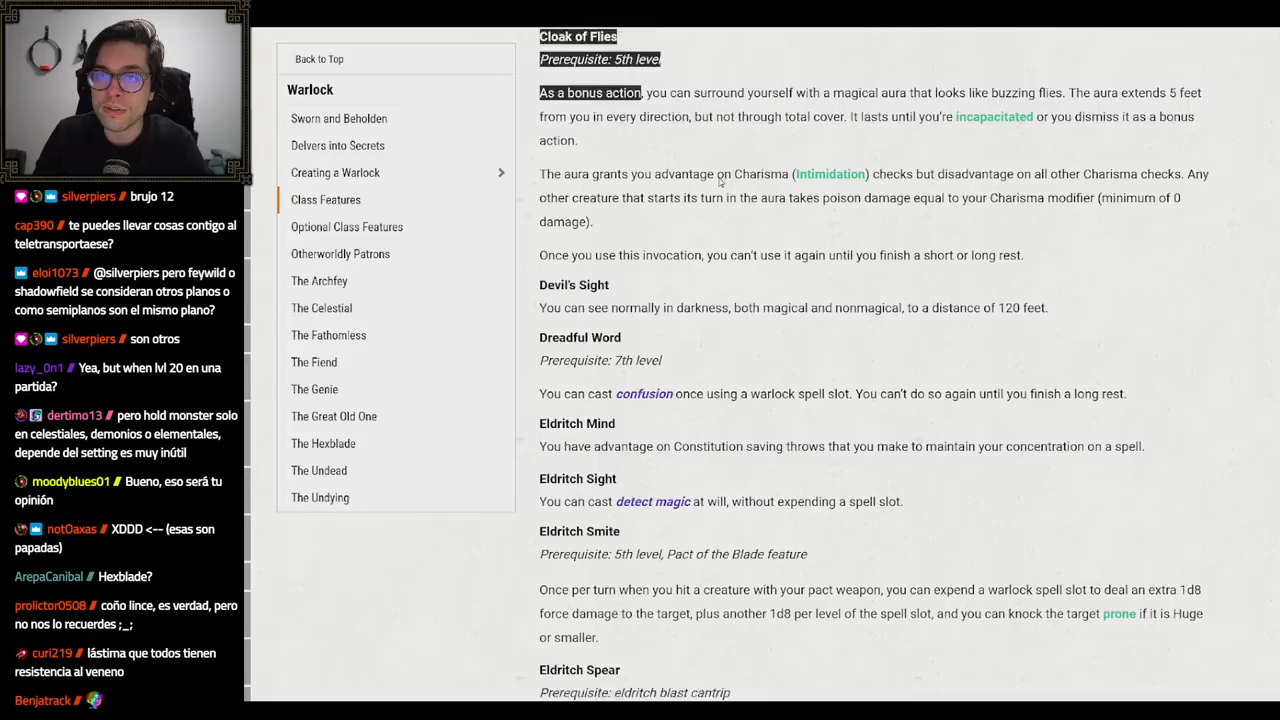 silverpiers // brujo 12
cap390 // te puedes llevar cosas contigo al
teletransportaese?
eloi1073 // @silverpiers pero feywild o
shadowfield se consideran otros planos o
como semiplanos son el mismo plano?
silverpiers // son otros
lazy_0n1 // Yea, but when lvl 20 en una
partida?
dertimo13 // pero hold monster solo
en celestiales, demonios o elementales,
depende del setting es muy inútil
moodyblues01 // Bueno, eso será tu
opinión
notOaxas // XDDD <-- (esas son
papadas)
ArepaCanibal // Hexblade?
prolictor0508 // coño lince, es verdad, pero
no nos lo recuerdes ;_;
curi219 // lástima que todos tienen
resistencia al veneno
Benjatrack //
Back to Top
Warlock
Sworn and Beholden
Delvers into Secrets
Creating a Warlock
Class Features
Optional Class Features
Otherworldly Patrons
The Archfey
The Celestial
The Fathomless
The Fiend
The Genie
The Great Old One
The Hexblade
The Undead
The Undying
Cloak of Flies
Prerequisite: 5th level
As a bonus action, you can surround yourself with a magical aura that looks like buzzing flies. The aura extends 5 feet
from you in every direction, but not through total cover. It lasts until you're incapacitated or you dismiss it as a bonus
action.
The aura grants you advantage on Charisma (Intimidation) checks but disadvantage on all other Charisma checks. Any
other creature that starts its turn in the aura takes poison damage equal to your Charisma modifier (minimum of 0
damage).
Once you use this invocation, you can't use it again until you finish a short or long rest.
Devil's Sight
You can see normally in darkness, both magical and nonmagical, to a distance of 120 feet.
Dreadful Word
Prerequisite: 7th level
You can cast confusion once using a warlock spell slot. You can't do so again until you finish a long rest.
Eldritch Mind
You have advantage on Constitution saving throws that you make to maintain your concentration on a spell.
Eldritch Sight
You can cast detect magic at will, without expending a spell slot.
Eldritch Smite
Prerequisite: 5th level, Pact of the Blade feature
Once per turn when you hit a creature with your pact weapon, you can expend a warlock spell slot to deal an extra 1d8
force damage to the target, plus another 1d8 per level of the spell slot, and you can knock the target prone if it is Huge
or smaller.
Eldritch Spear
Prerequisite: eldritch blast cantrip